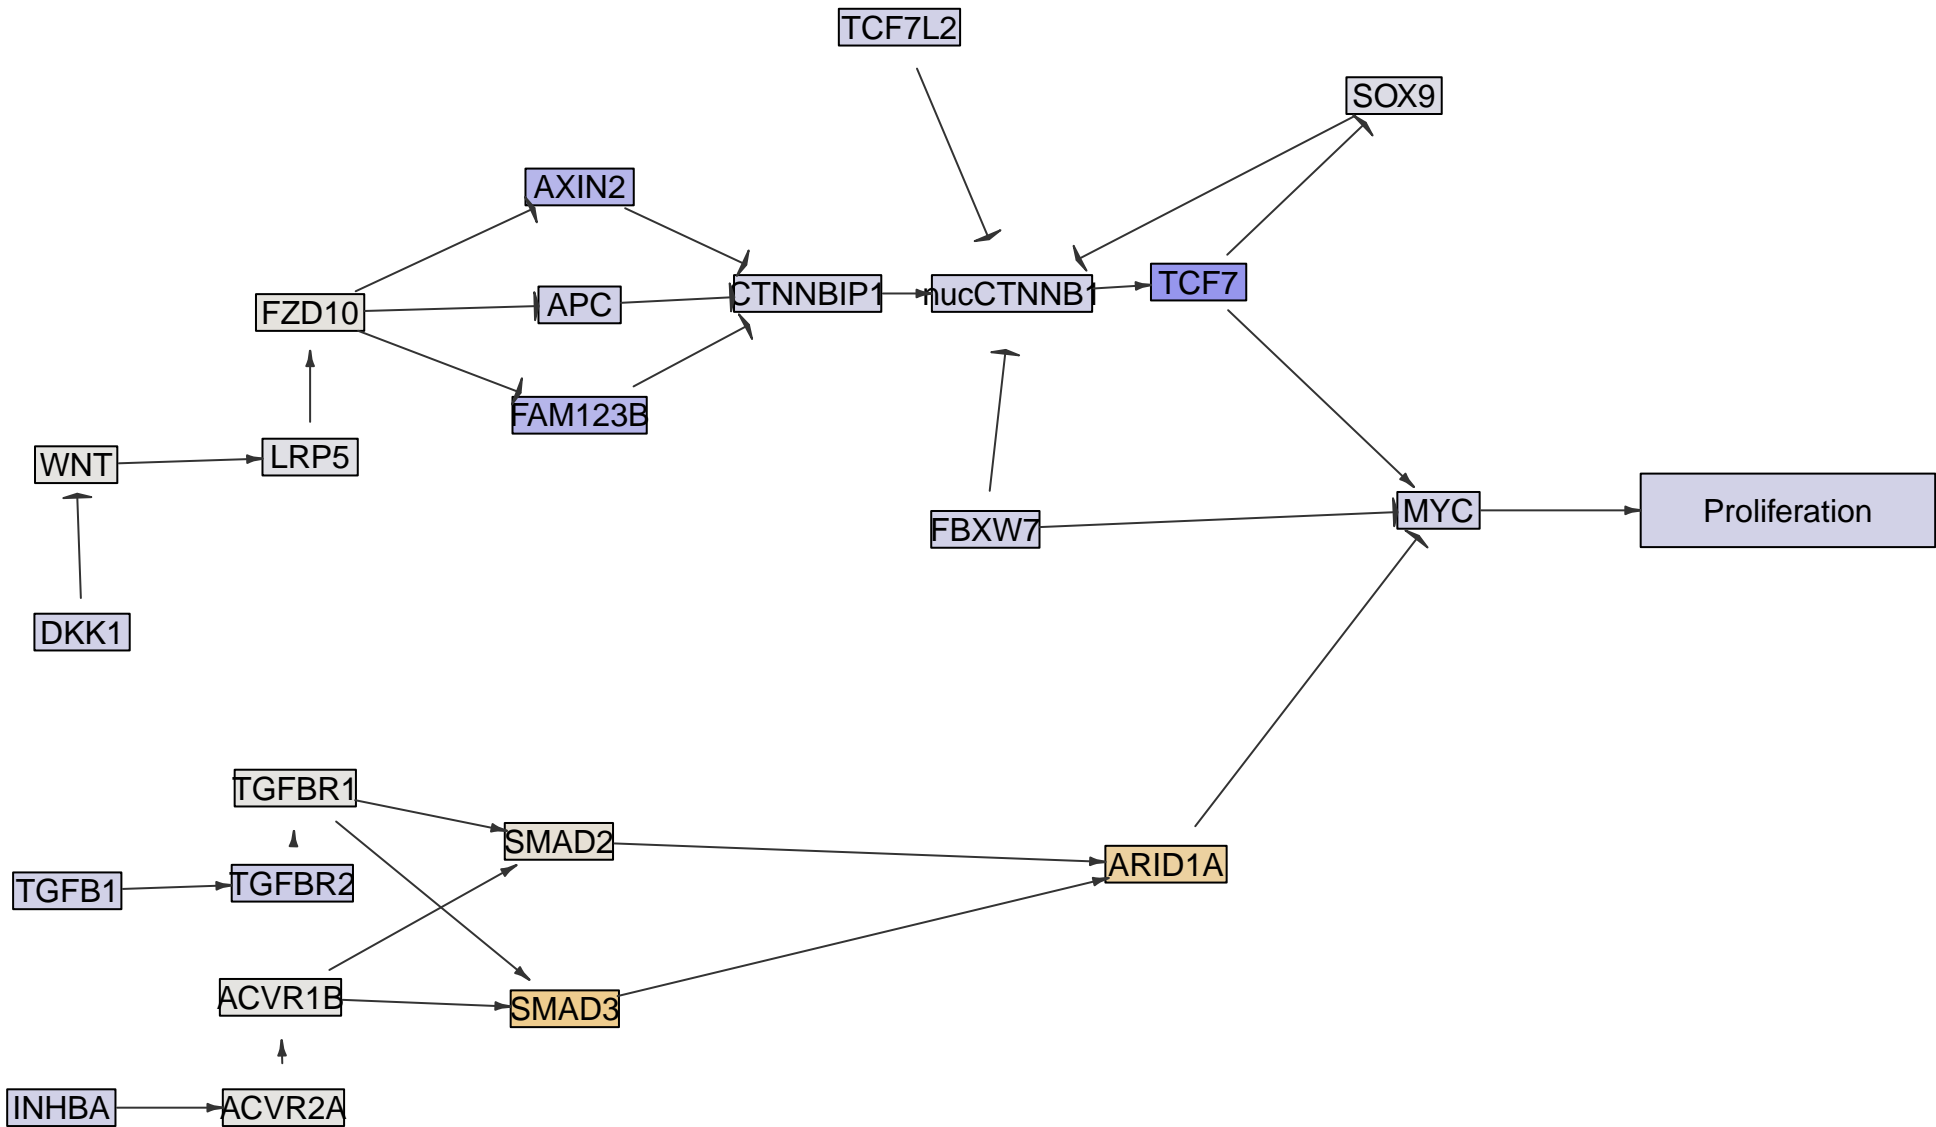 TCF7L2
SOX9
AXIN2
TCF7
CTNNBIP1
nucCTNNB1
APC
FZD10
FAM123B
LRP5
WNT
MYC
Proliferation
FBXW7
DKK1
TGFBR1
SMAD2
ARID1A
TGFBR2
TGFB1
ACVR1B
SMAD3
INHBA
ACVR2A